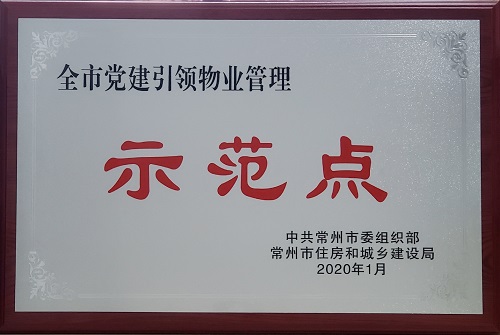 全市党建引领物业管理
示范点
中共常州市委组织部
常州市住房和城乡建设局
2020年1月